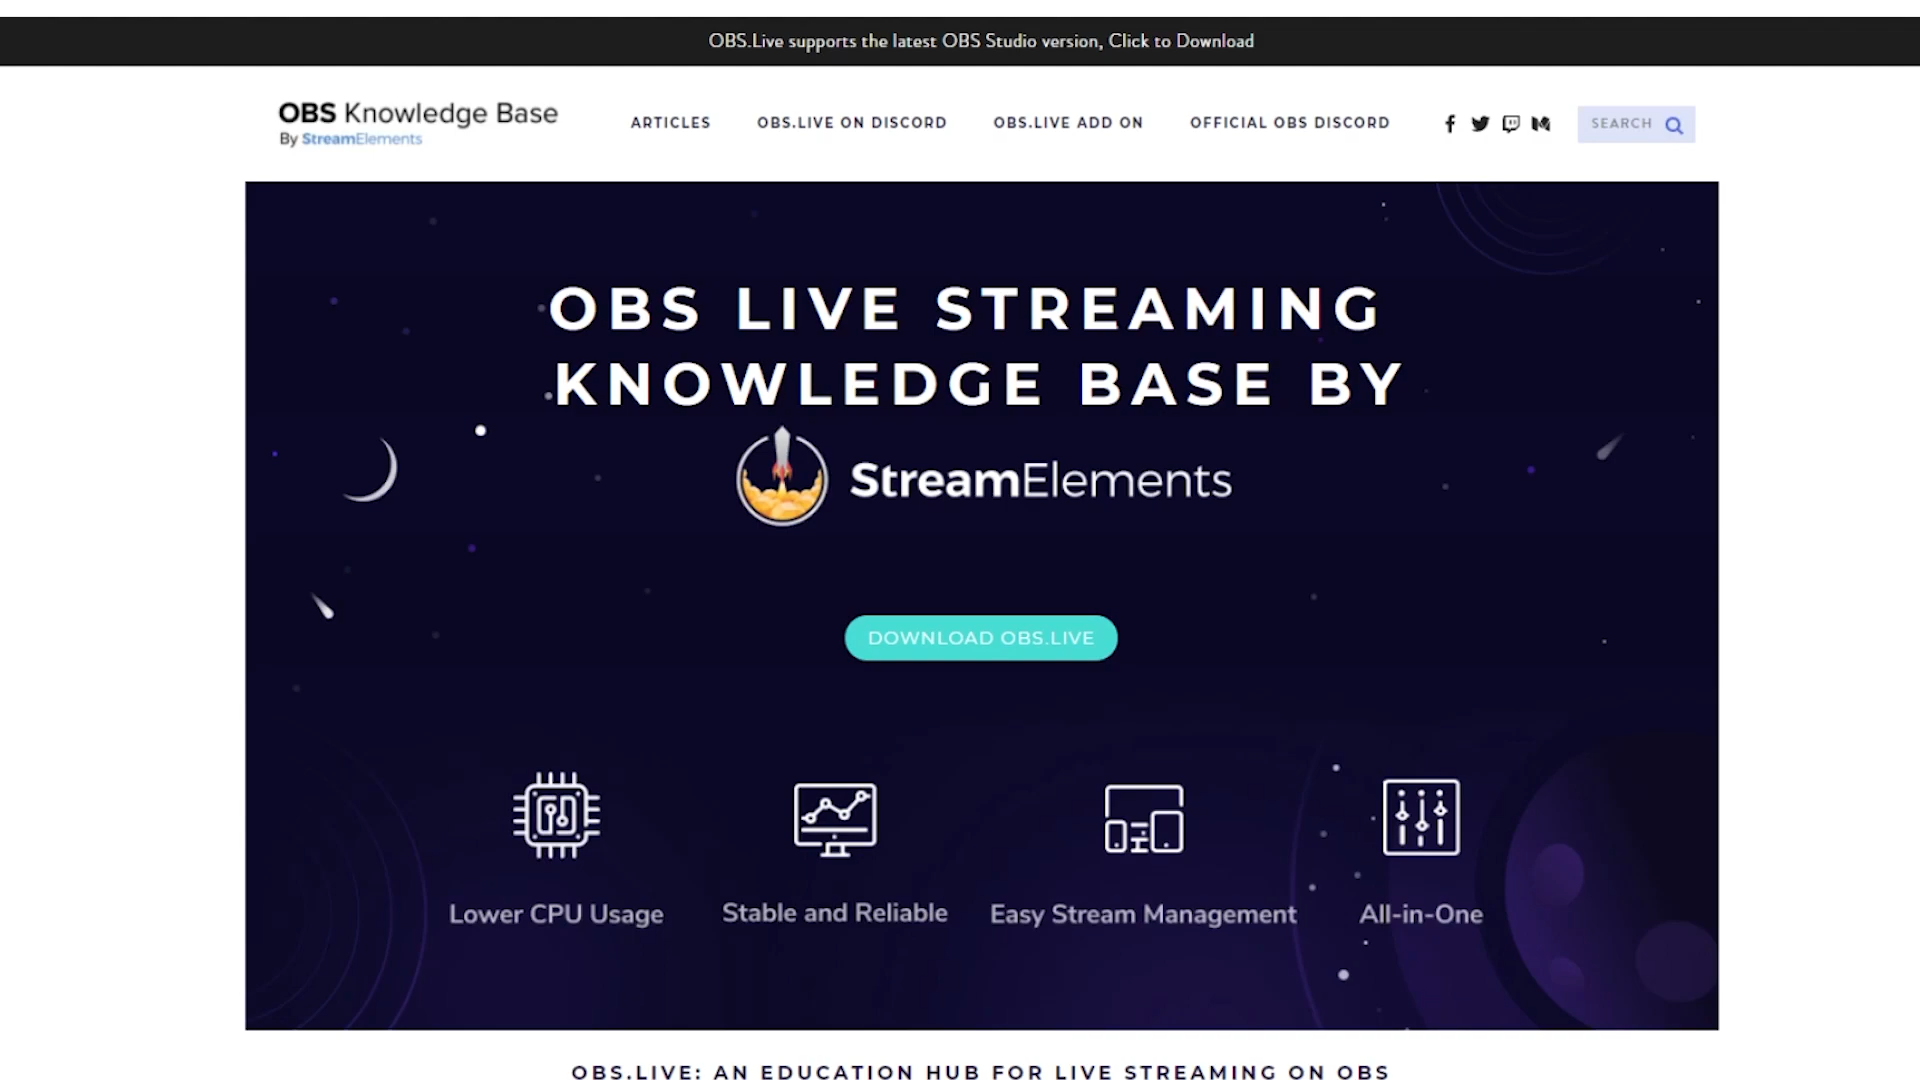 OBS.Live supports the latest OBS Studio version, Click to Download
OBS Knowledge Base
By StreamElements
ARTICLES
OBS.LIVE ON DISCORD
OBS.LIVE ADD ON
OFFICIAL OBS DISCORD
SEARCH
OBS LIVE STREAMING
KNOWLEDGE BASE BY
StreamElements
DOWNLOAD OBS.LIVE
Lower CPU Usage
Stable and Reliable
Easy Stream Management
All-in-One
OBS.LIVE: AN EDUCATION HUB FOR LIVE STREAMING ON OBS